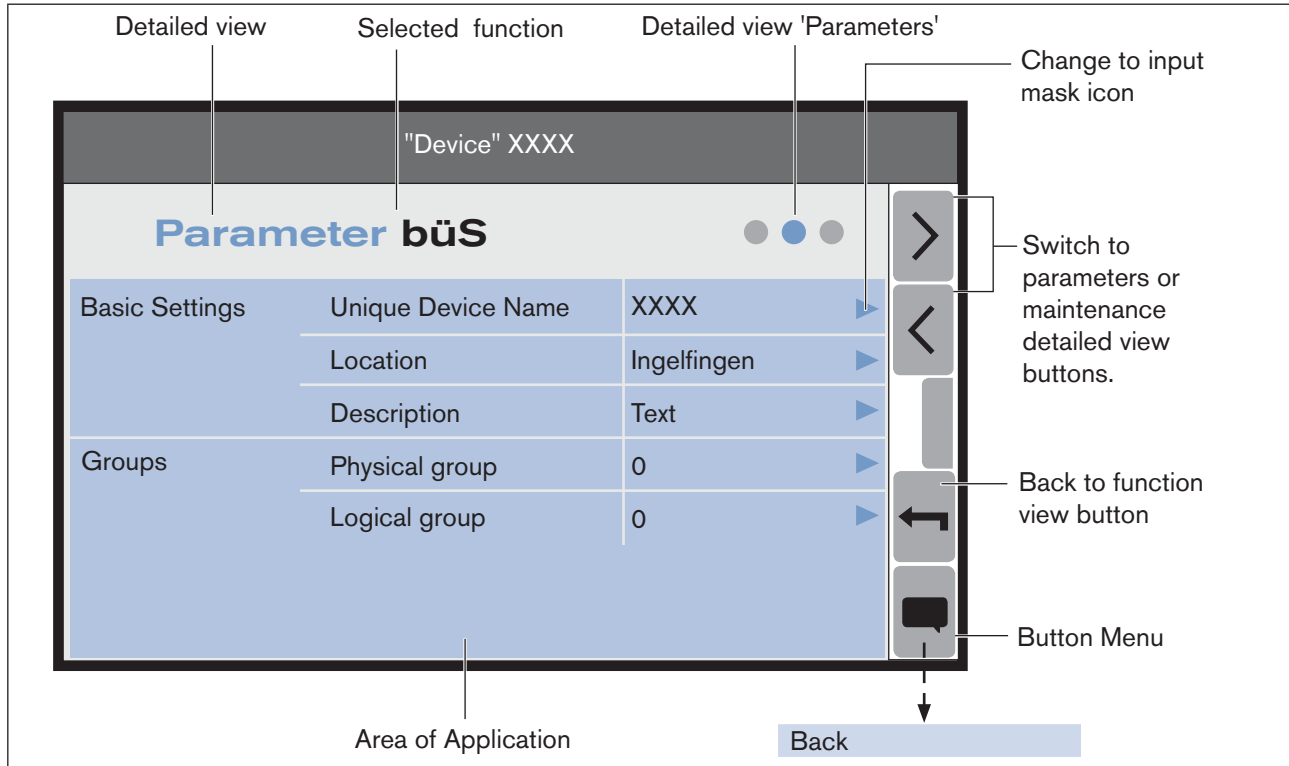 Detailed view
Selected function
Detailed view 'Parameters'
Change to input
mask icon
"Device" XXXX
Parameter büS
Switch to
parameters or
maintenance
detailed view
buttons.
Basic Settings
Unique Device Name
XXXX
Location
Ingelfingen
Description
Text
Groups
Physical group
0
Logical group
0
Back to function
view button
Button Menu
Area of Application
Back